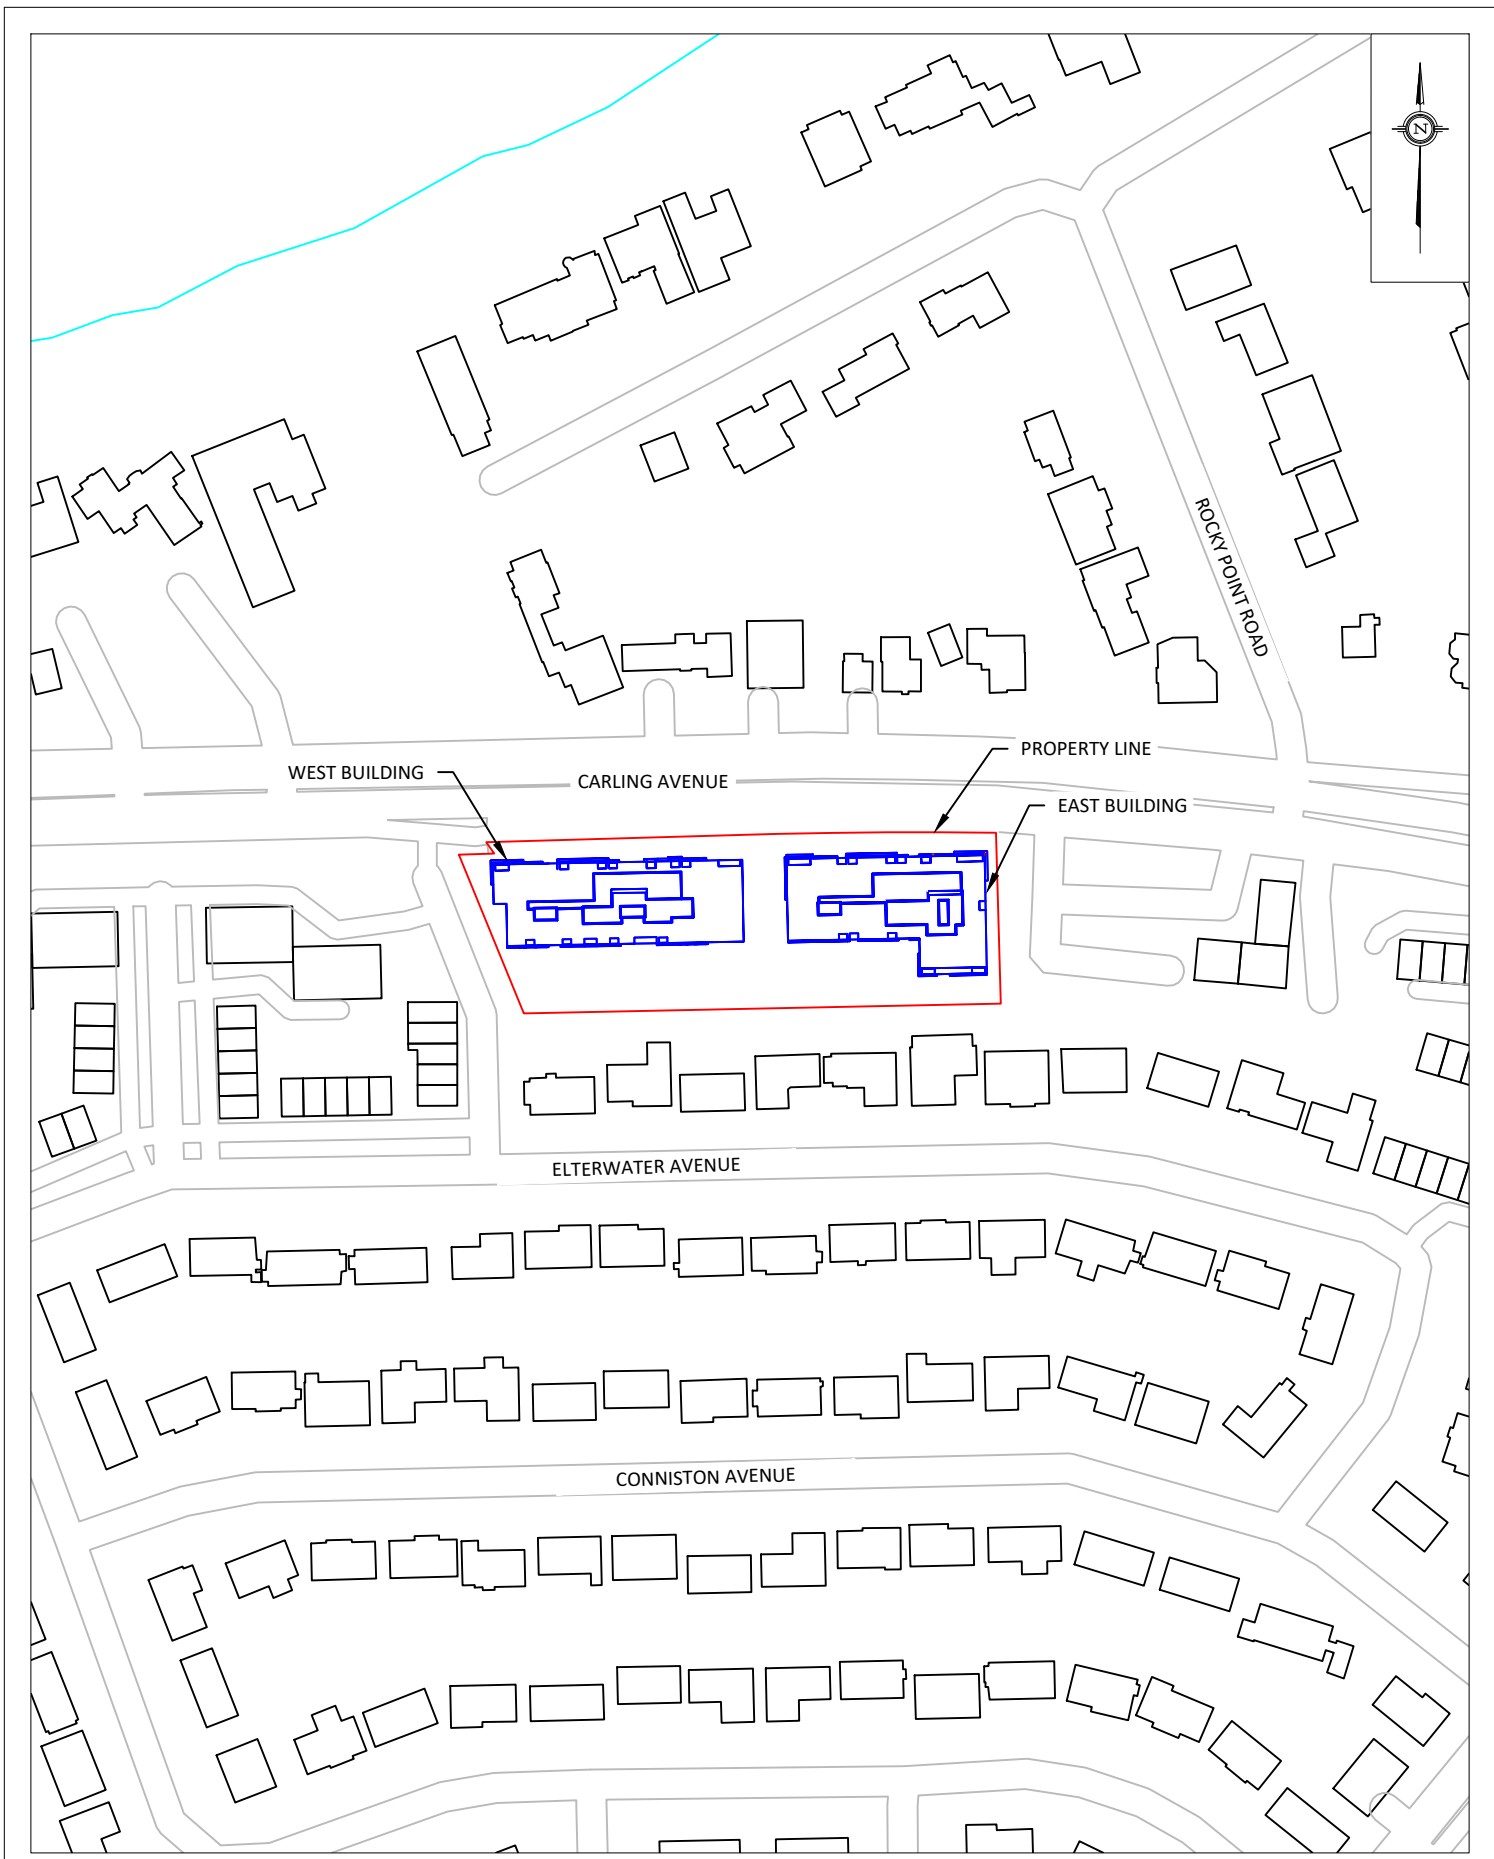 N
ROCKY POINT ROAD
PROPERTY LINE
WEST BUILDING
CARLING AVENUE
EAST BUILDING
ELTERWATER AVENUE
CONNISTON AVENUE